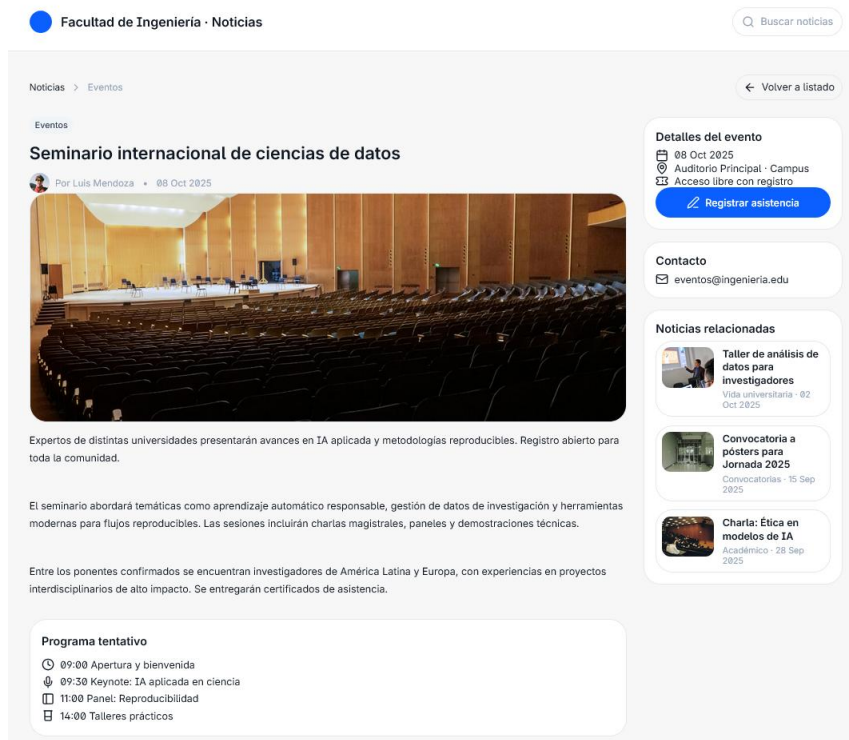 Facultad de Ingeniería · Noticias
Buscar noticias
Noticias > Eventos
Volver a listado
Eventos
Seminario internacional de ciencias de datos
Por Luis Mendoza • 08 Oct 2025
Expertos de distintas universidades presentarán avances en IA aplicada y metodologías reproducibles. Registro abierto para
toda la comunidad.
El seminario abordará temáticas como aprendizaje automático responsable, gestión de datos de investigación y herramientas
modernas para flujos reproducibles. Las sesiones incluirán charlas magistrales, paneles y demostraciones técnicas.
Entre los ponentes confirmados se encuentran investigadores de América Latina y Europa, con experiencias en proyectos
interdisciplinarios de alto impacto. Se entregarán certificados de asistencia.
Programa tentativo
09:00 Apertura y bienvenida
09:30 Keynote: IA aplicada en ciencia
11:00 Panel: Reproducibilidad
14:00 Talleres prácticos
Detalles del evento
08 Oct 2025
Auditorio Principal · Campus
Acceso libre con registro
Registrar asistencia
Contacto
eventos@ingenieria.edu
Noticias relacionadas
Taller de análisis de
datos para
investigadores
Vida universitaria · 02
Oct 2025
Convocatoria a
pósters para
Jornada 2025
Convocatorias · 15 Sep
2025
Charla: Ética en
modelos de IA
Académico · 28 Sep
2025